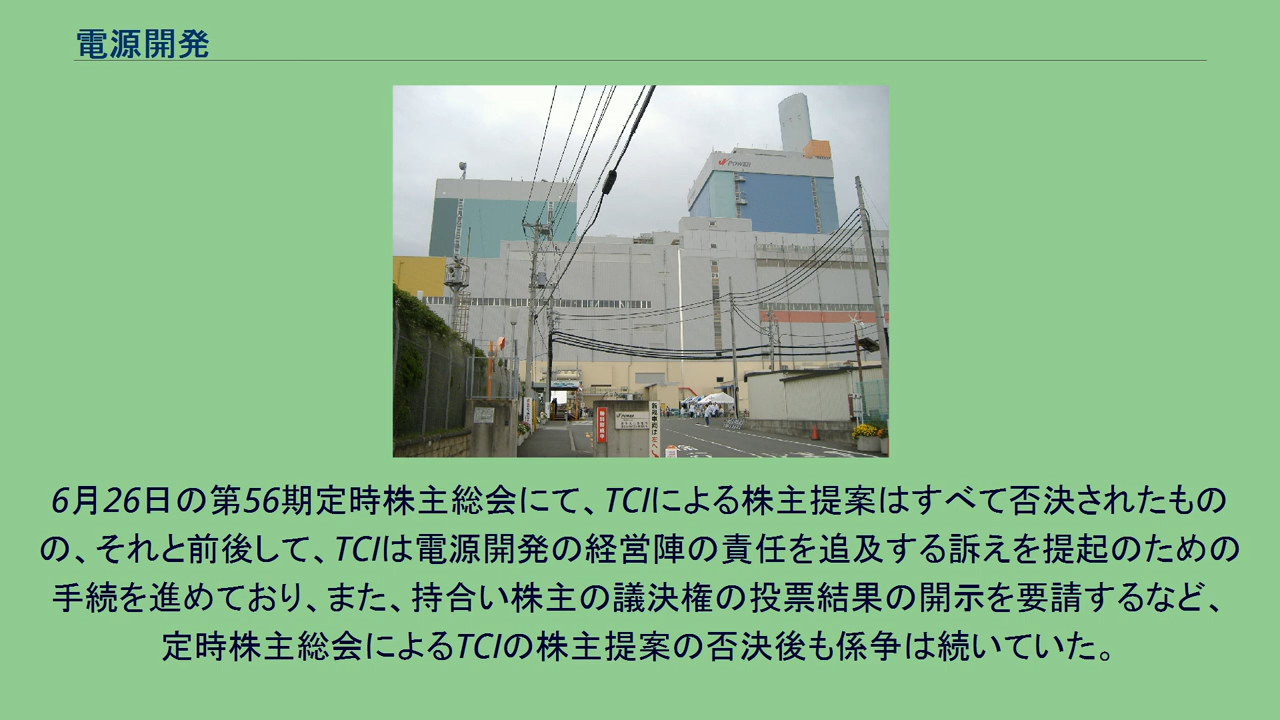 電源開発
POWER
6月26日の第56期定時株主総会にて、TCIによる株主提案はすべて否決されたもの
の、それと前後して、TCIは電源開発の経営陣の責任を追及する訴えを提起のための
手続を進めており、また、持合い株主の議決権の投票結果の開示を要請するなど、
定時株主総会によるTCIの株主提案の否決後も係争は続いていた。